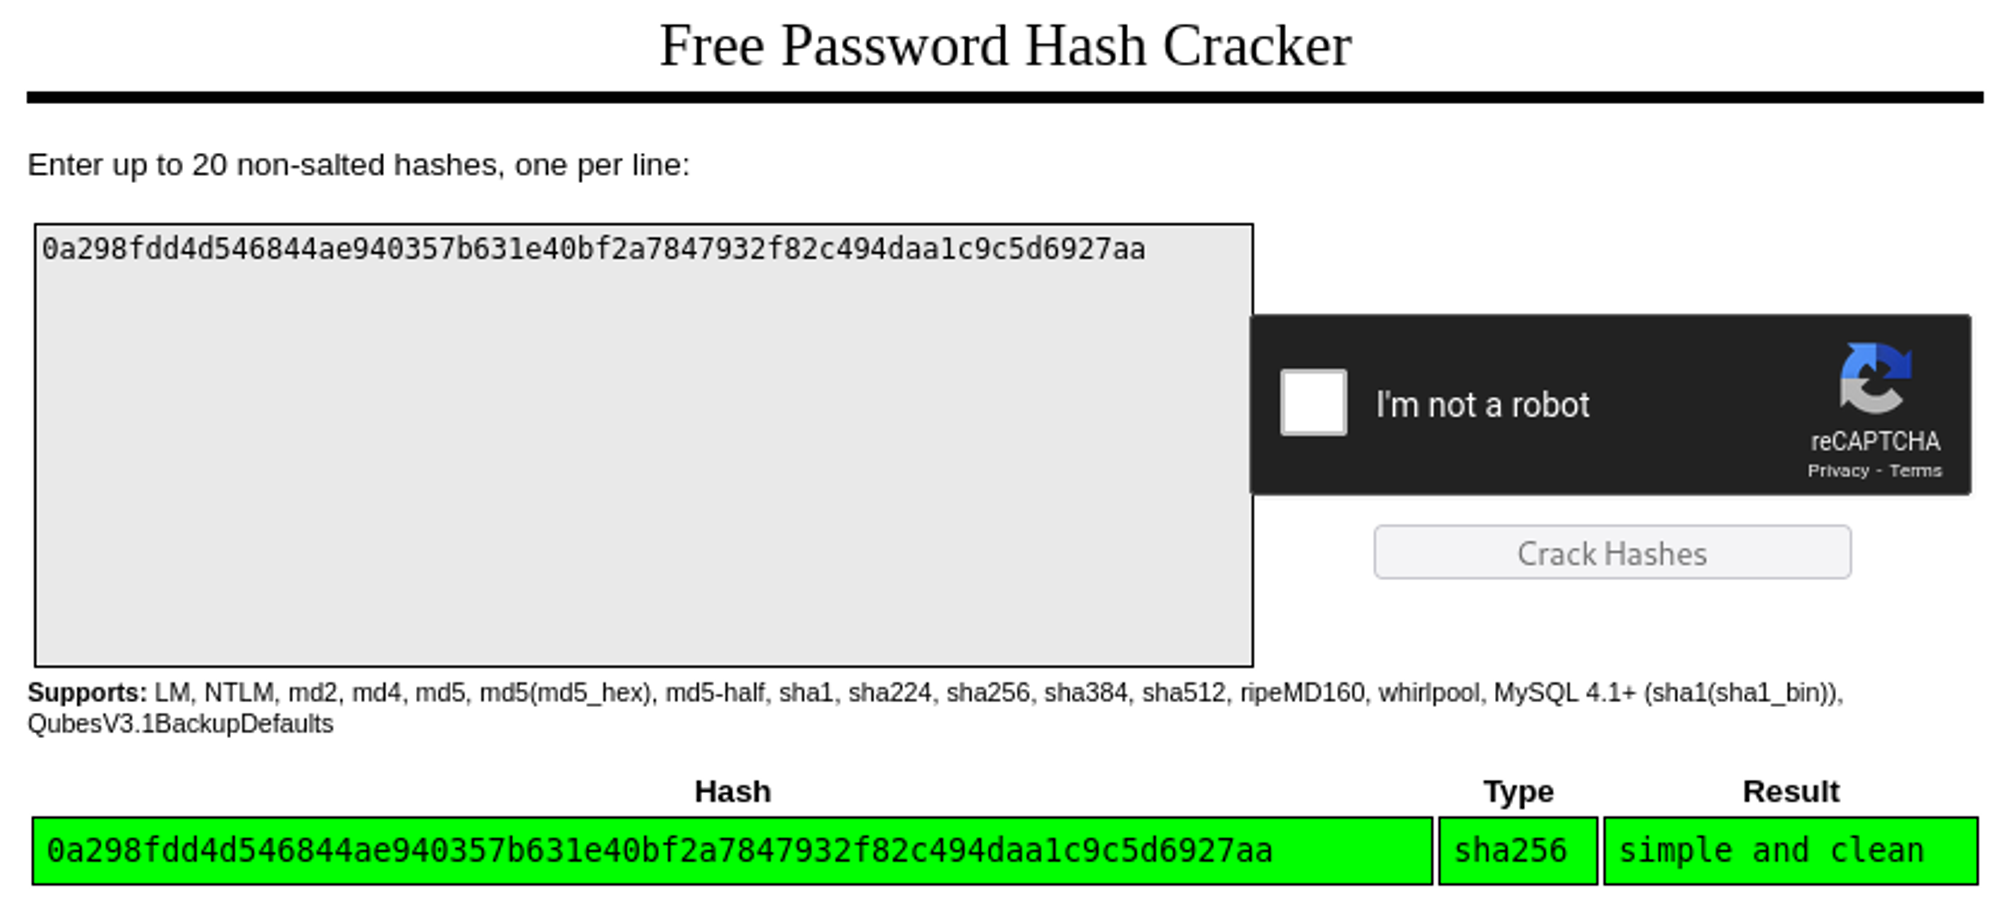 Free Password Hash Cracker
Enter up to 20 non-salted hashes, one per line:
0a298fdd4d546844ae940357b631e40bf2a7847932f82c494daa1c9c5d6927aa
I'm not a robot
reCAPTCHA
Privacy - Terms
Crack Hashes
Supports: LM, NTLM, md2, md4, md5, md5(md5_hex), md5-half, sha1, sha224, sha256, sha384, sha512, ripeMD160, whirlpool, MySQL 4.1+ (sha1(sha1_bin)),
QubesV3.1BackupDefaults
Hash Type Result
0a298fdd4d546844ae940357b631e40bf2a7847932f82c494daa1c9c5d6927aa sha256 simple and clean